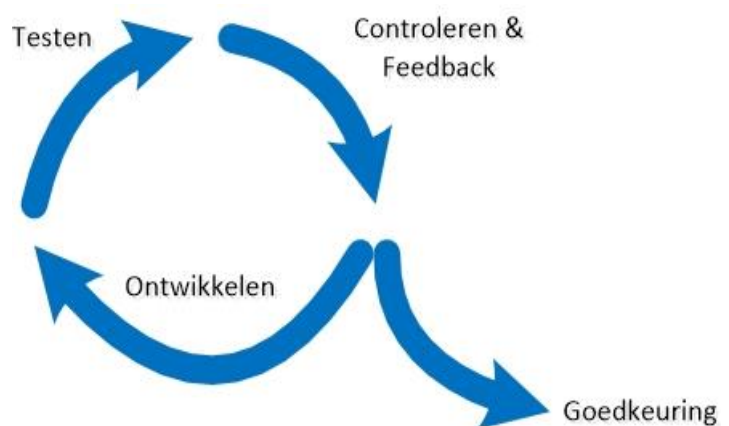 Testen
Controleren &
Feedback
Ontwikkelen
Goedkeuring